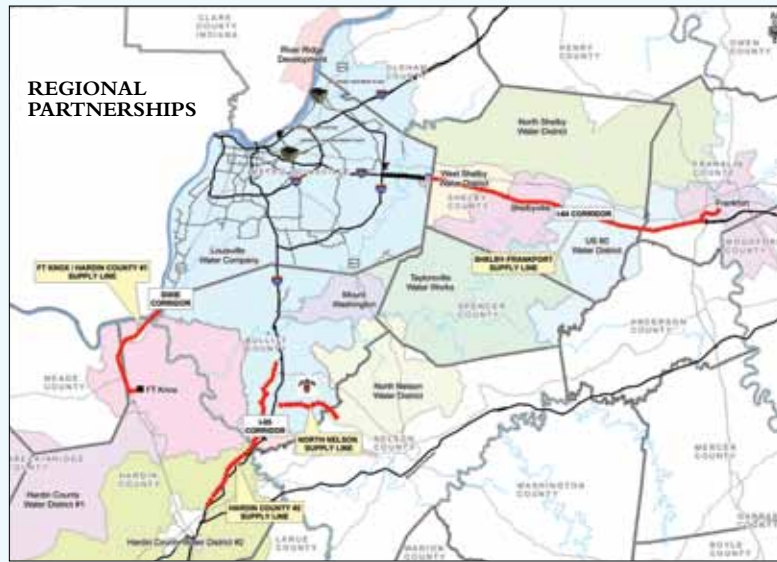 REGIONAL
PARTNERSHIPS
CLARK
COUNTY
INDIANA
River Ridge
Development
OLDHAM
COUNTY
HENRY
COUNTY
OWEN
COUNTY
North Shelby
Water District
FRANKLIN
COUNTY
West Shelby
Water District
SHELBY
COUNTY
Shelbyville
I-64 CORRIDOR
Frankfort
WOODFORD
COUNTY
Louisville
Water Company
FT KNOX / HARDIN COUNTY #1
SUPPLY LINE
CORRIDOR
SHELBY-FRANKFORT
SUPPLY LINE
US 60
Water District
Mount
Washington
Taylorsville
Water Works
SPENCER
COUNTY
ANDERSON
COUNTY
BULLITT
COUNTY
MEADE
COUNTY
FT Knox
North Nelson
Water District
I-65
CORRIDOR
NORTH NELSON
SUPPLY LINE
NELSON
COUNTY
MERCER
COUNTY
COUNTY
HARDIN
COUNTY
Hardin County
Water District #1
HARDIN COUNTY #2
SUPPLY LINE
WASHINGTON
COUNTY
Hardin County Water District #2
LARUE
COUNTY
MARION
COUNTY
BOYLE
COUNTY